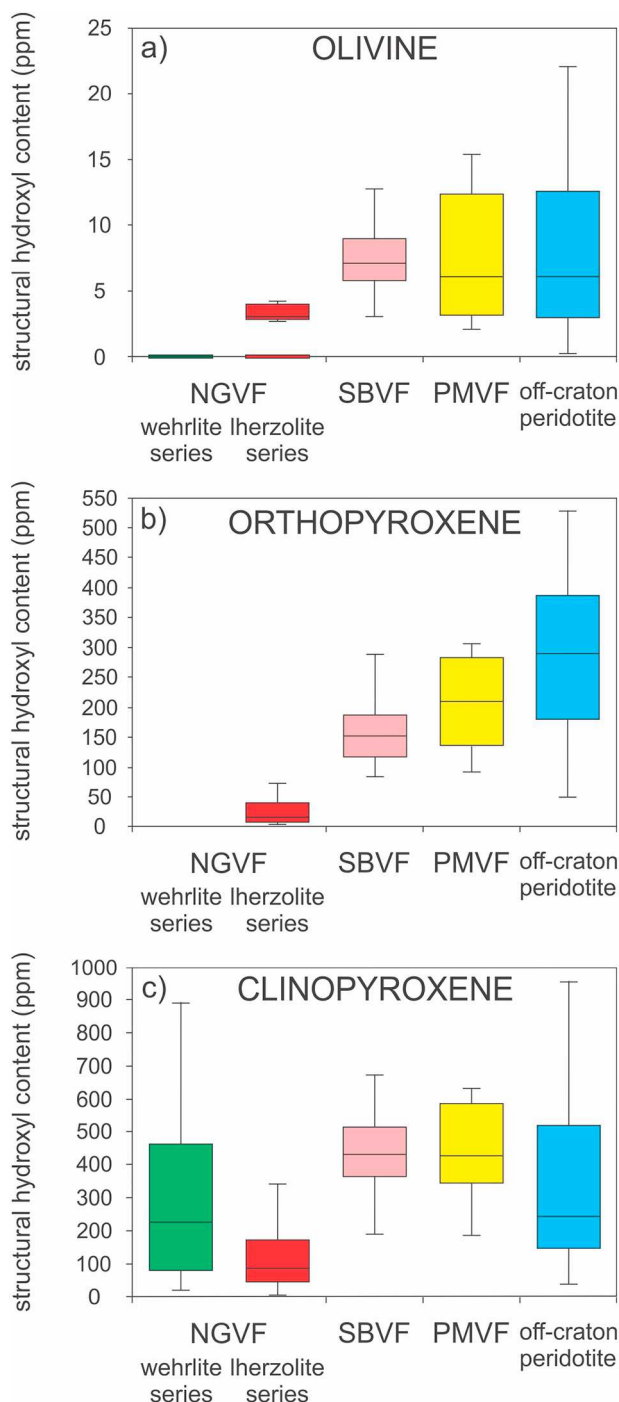 structural hydroxyl content (ppm)
a)
OLIVINE
25
20
15
10
5
0
NGVF
SBVF
PMVF
off-craton
peridotite
wehrlite
series
lherzolite
series
structural hydroxyl content (ppm)
b)
ORTHOPYROXENE
550
500
450
400
350
300
250
200
150
100
50
0
NGVF
SBVF
PMVF
off-craton
peridotite
wehrlite
series
lherzolite
series
structural hydroxyl content (ppm)
c)
CLINOPYROXENE
1000
900
800
700
600
500
400
300
200
100
0
NGVF
SBVF
PMVF
off-craton
peridotite
wehrlite
series
lherzolite
series